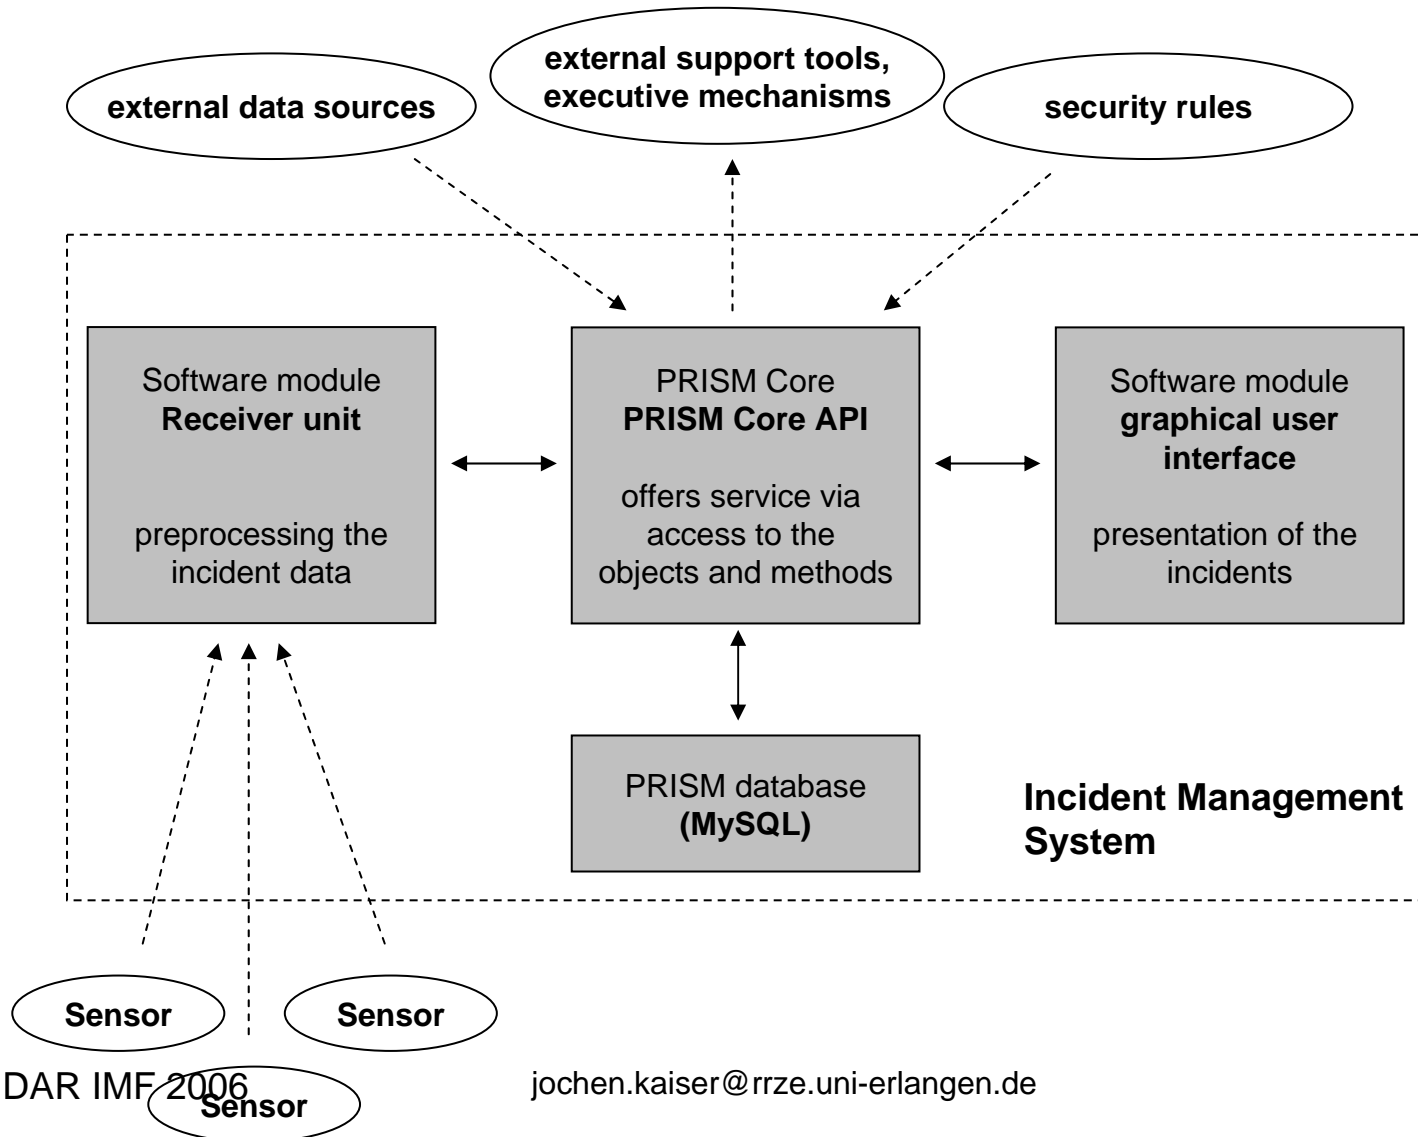 external data sources
external support tools,
executive mechanisms
security rules
Software module
Receiver unit
preprocessing the
incident data
PRISM Core
PRISM Core API
offers service via
access to the
objects and methods
Software module
graphical user
interface
presentation of the
incidents
PRISM database
(MySQL)
Incident Management
System
Sensor
Sensor
Sensor
DAR IMF 2006
jochen.kaiser@rrze.uni-erlangen.de